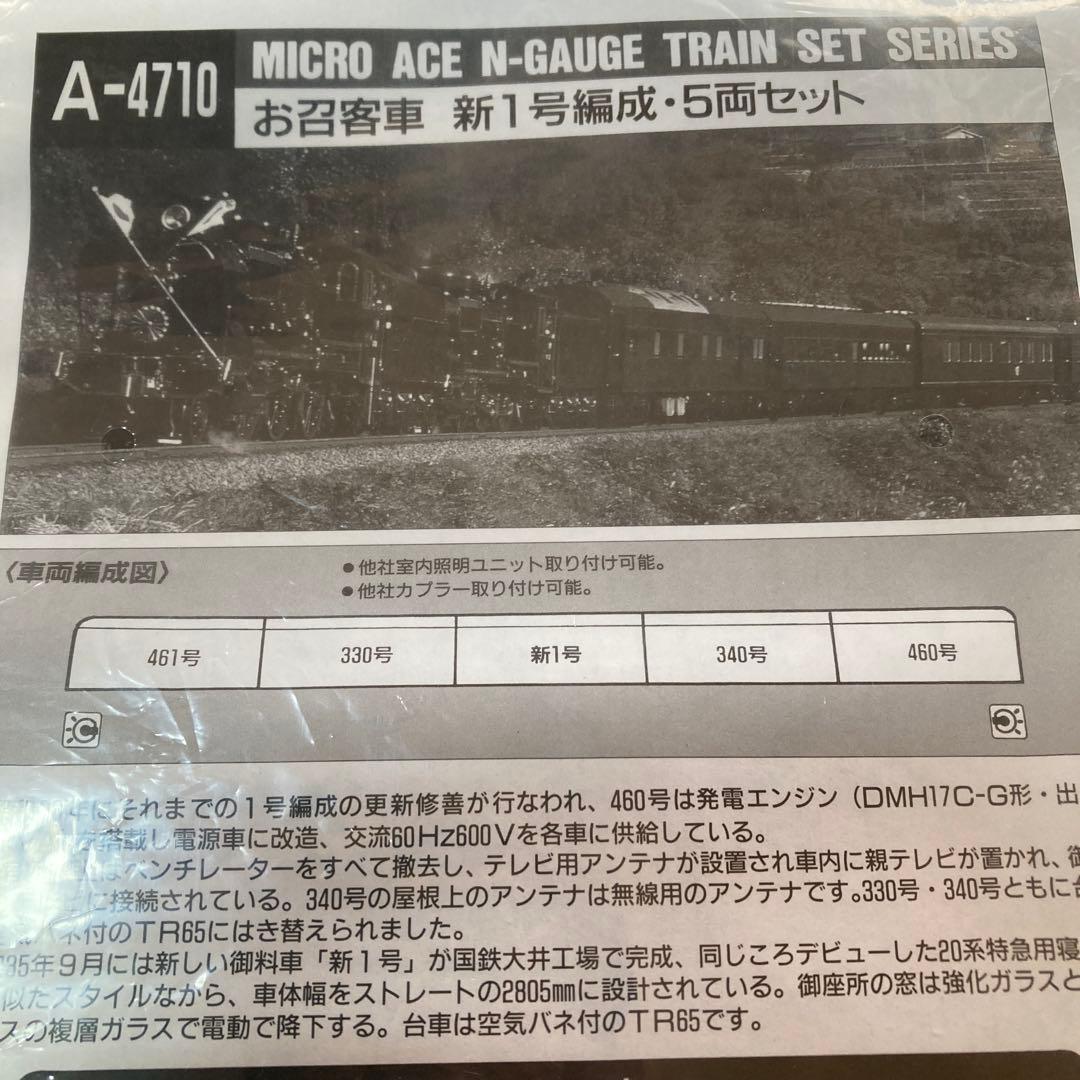 A-4710
MICRO ACE N-GAUGE TRAIN SET SERIES
お召客車 新1号編成・5両セット
〈車両編成図〉
●他社室内照明ユニット取り付け可能。
●他社カプラー取り付け可能。
461号 330号 新1号 340号 460号
年にそれまでの1号編成の更新修善が行なわれ、460号は発電エンジン（DMH17C-G形・出
を搭載し電源車に改造、交流60Hz600Vを各車に供給している。
はベンチレーターをすべて撤去し、テレビ用アンテナが設置され車内に親テレビが置かれ、御
に接続されている。340号の屋根上のアンテナは無線用のアンテナです。330号・340号ともに台
バネ付のTR65にはき替えられました。
35年9月には新しい御料車「新1号」が国鉄大井工場で完成、同じころデビューした20系特急用寝
似たスタイルながら、車体幅をストレートの2805mmに設計されている。御座所の窓は強化ガラスと
スの複層ガラスで電動で降下する。台車は空気バネ付のTR65です。